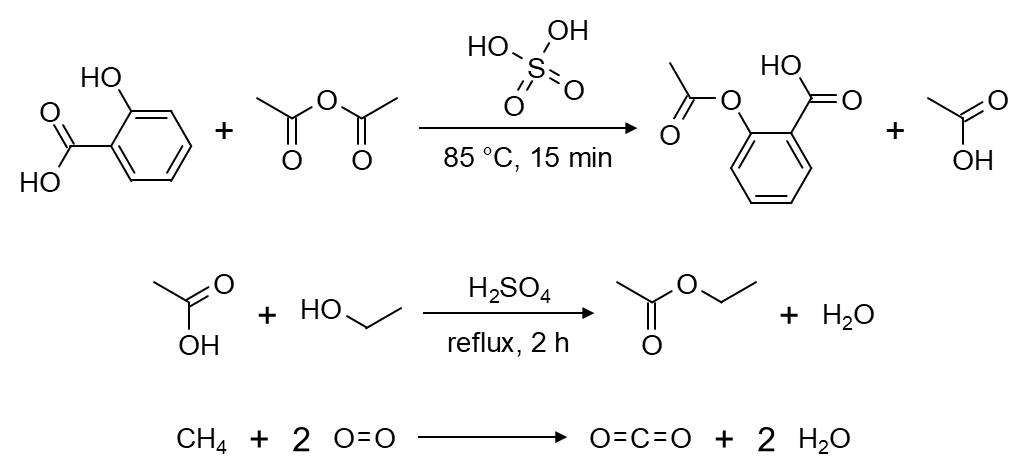 HO OH
S
O O
HO
O
HO
+
O
O O
85 °C, 15 min
O
O
HO
O
+
O
OH
O
OH
+
HO
H₂SO₄
reflux, 2 h
O
O
+
H₂O
CH₄ + 2 O=O O=C=O + 2 H₂O